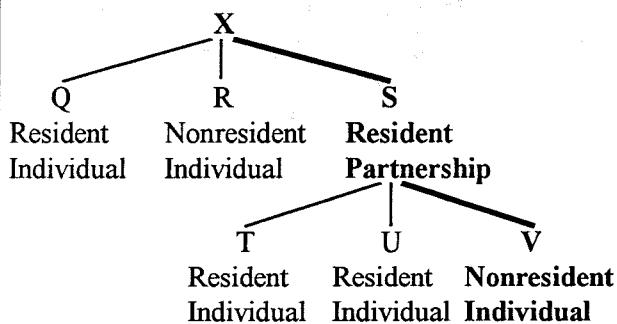 X
Q R S
Resident Nonresident Resident
Individual Individual Partnership
T U V
Resident Resident Nonresident
Individual Individual Individual